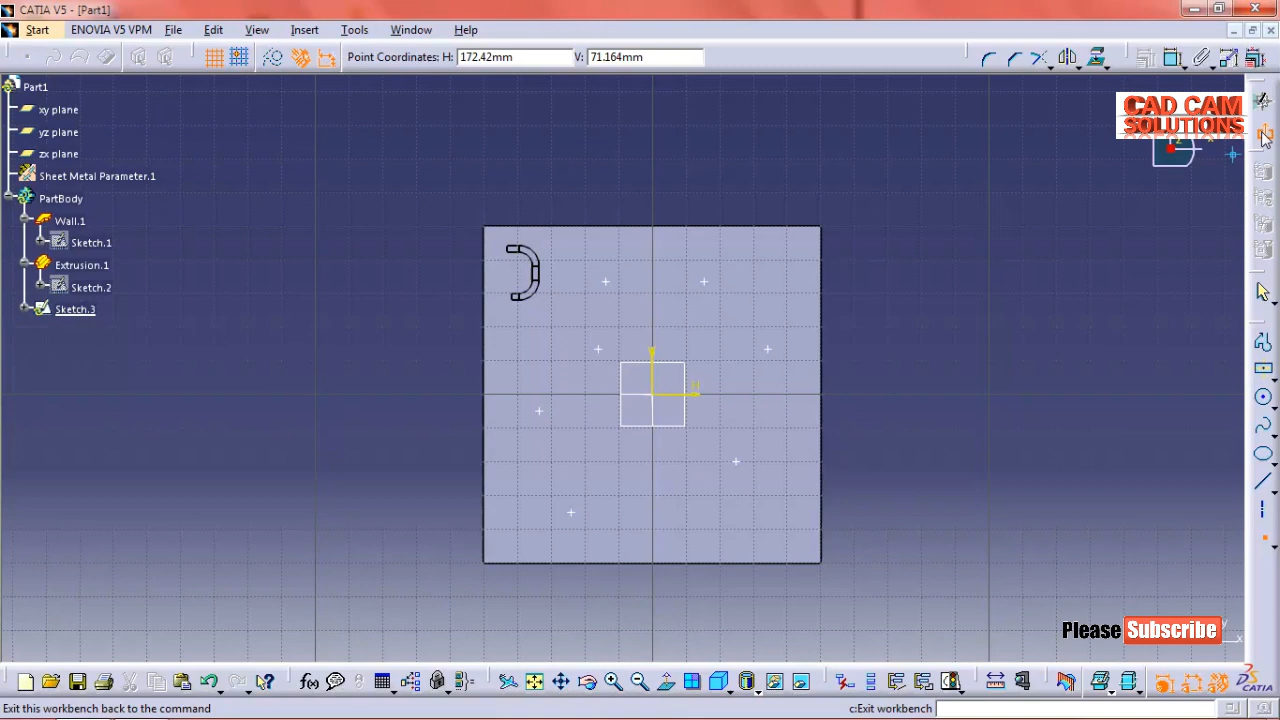 CATIA V5 - [Part1]
Start ENOVIA V5 VPM File Edit View Insert Tools Window Help
Point Coordinates: H: 172.42mm V: 71.164mm
Part1
xy plane
yz plane
zx plane
Sheet Metal Parameter.1
PartBody
Wall.1
Sketch.1
Extrusion.1
Sketch.2
Sketch.3
CAD CAM
SOLUTIONS
z
V
H
Please Subscribe
y
x
f(x)
DS CATIA
Exit this workbench back to the command c:Exit workbench